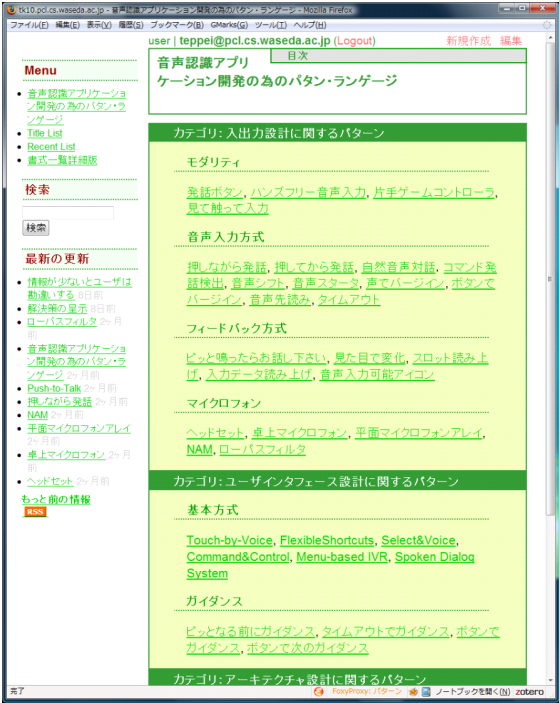 tk10.pcl.cs.waseda.ac.jp - 音声認識アプリケーション開発の為のパタン・ランゲージ - Mozilla Firefox
ファイル(F) 編集(E) 表示(V) 履歴(S) ブックマーク(B) GMarks(G) ツール(T) ヘルプ(H)
user | teppei@pcl.cs.waseda.ac.jp (Logout) 新規作成 編集
Menu
音声認識アプリケーショ
ン開発の為のパタン・ラ
ンゲージ
Title List
Recent List
書式一覧詳細版
検索
検索
最新の更新
情報が少ないとユーザは
勘違いする 8日前
解決策の呈示 8日前
ローパスフィルタ 2ヶ月
前
音声認識アプリケーショ
ン開発の為のパタン・ラ
ンゲージ 2ヶ月前
Push-to-Talk 2ヶ月前
押しながら発話 2ヶ月前
NAM 2ヶ月前
平面マイクロフォンアレイ
2ヶ月前
卓上マイクロフォン 2ヶ月
前
ヘッドセット 2ヶ月前
もっと前の情報
RSS
目次
音声認識アプリ
ケーション開発の為のパタン・ランゲージ
カテゴリ: 入出力設計に関するパターン
モダリティ
発話ボタン, ハンズフリー音声入力, 片手ゲームコントローラ,
見て触って入力
音声入力方式
押しながら発話, 押してから発話, 自然音声対話, コマンド発
話検出, 音声シフト, 音声スタータ, 声でバージイン, ボタンで
バージイン, 音声先読み, タイムアウト
フィードバック方式
ピッと鳴ったらお話し下さい, 見た目で変化, スロット読み上
げ, 入力データ読み上げ, 音声入力可能アイコン
マイクロフォン
ヘッドセット, 卓上マイクロフォン, 平面マイクロフォンアレイ,
NAM, ローパスフィルタ
カテゴリ: ユーザインタフェース設計に関するパターン
基本方式
Touch-by-Voice, FlexibleShortcuts, Select&Voice,
Command&Control, Menu-based IVR, Spoken Dialog
System
ガイダンス
ピッとなる前にガイダンス, タイムアウトでガイダンス, ボタンで
ガイダンス, ボタンで次のガイダンス
カテゴリ: アーキテクチャ設計に関するパターン
完了 FoxyProxy: パターン ノートブックを開く(N) zotero